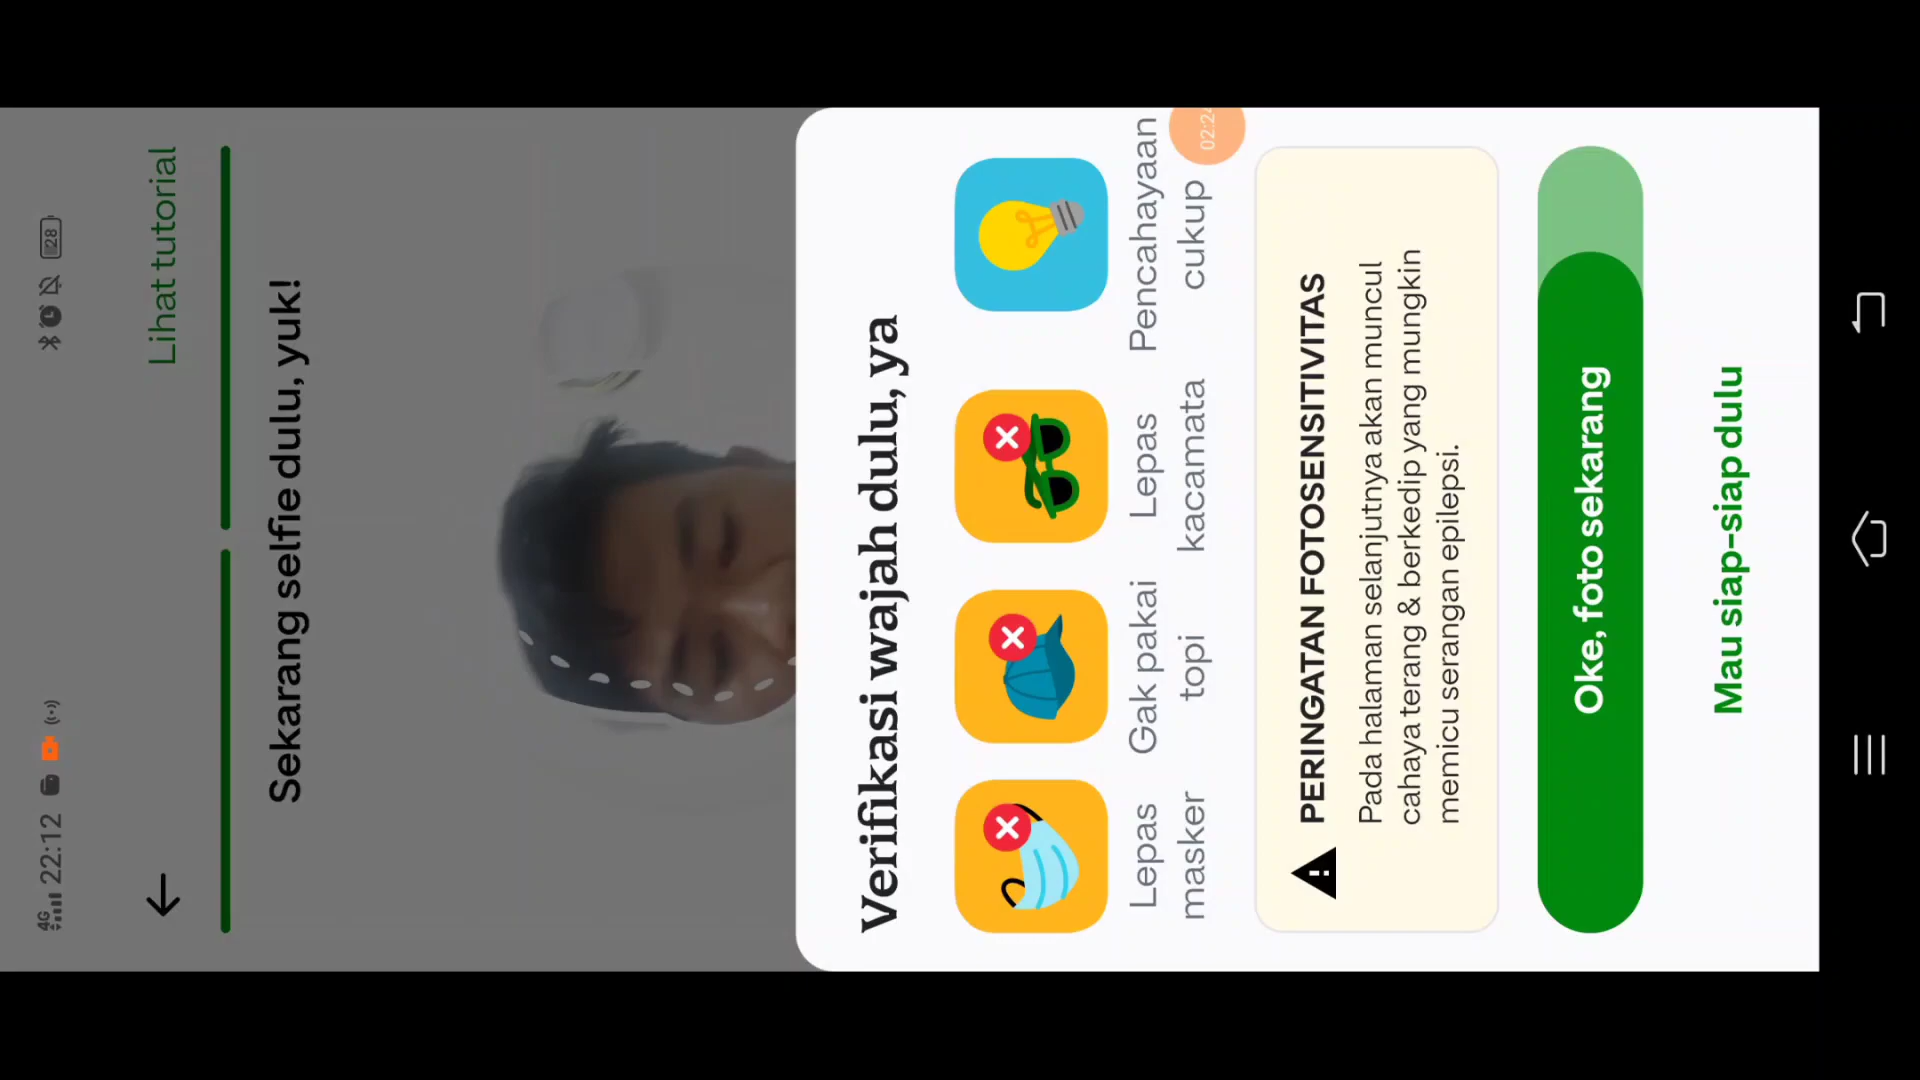 4G 22:12
28
Lihat tutorial
Sekarang selfie dulu, yuk!
Verifikasi wajah dulu, ya
Lepas
masker
Gak pakai
topi
Lepas
kacamata
Pencahayaan
cukup
PERINGATAN FOTOSENSITIVITAS
Pada halaman selanjutnya akan muncul
cahaya terang & berkedip yang mungkin
memicu serangan epilepsi.
Oke, foto sekarang
Mau siap-siap dulu